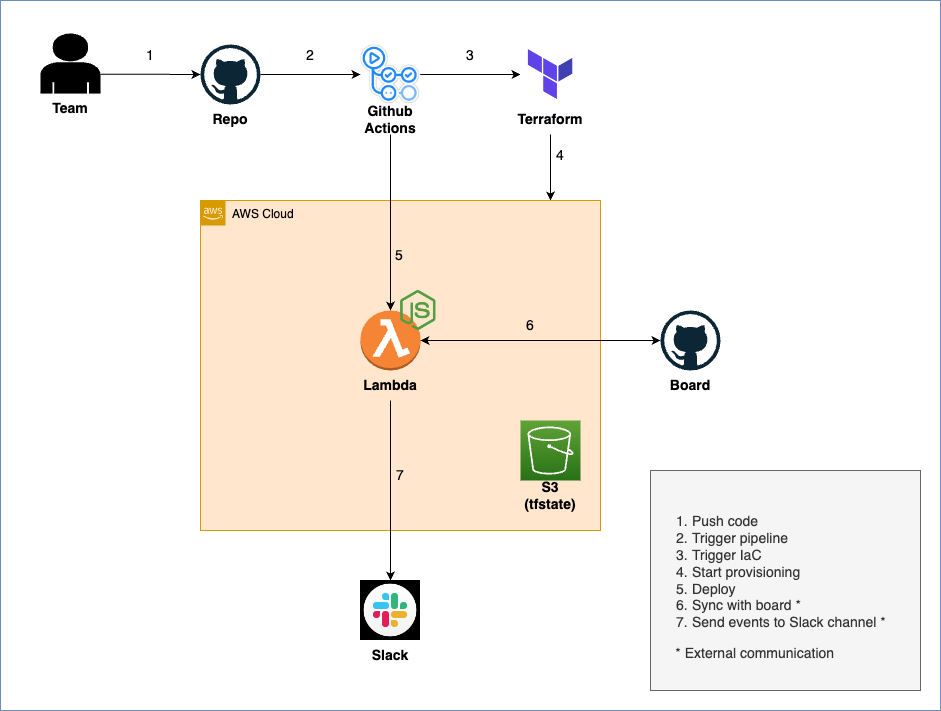 1
2
3
Team
Repo
Github
Actions
Terraform
4
aws
AWS Cloud
5
JS
6
Lambda
Board
7
S3
(tfstate)
1. Push code
2. Trigger pipeline
3. Trigger IaC
4. Start provisioning
5. Deploy
6. Sync with board *
7. Send events to Slack channel *
* External communication
Slack